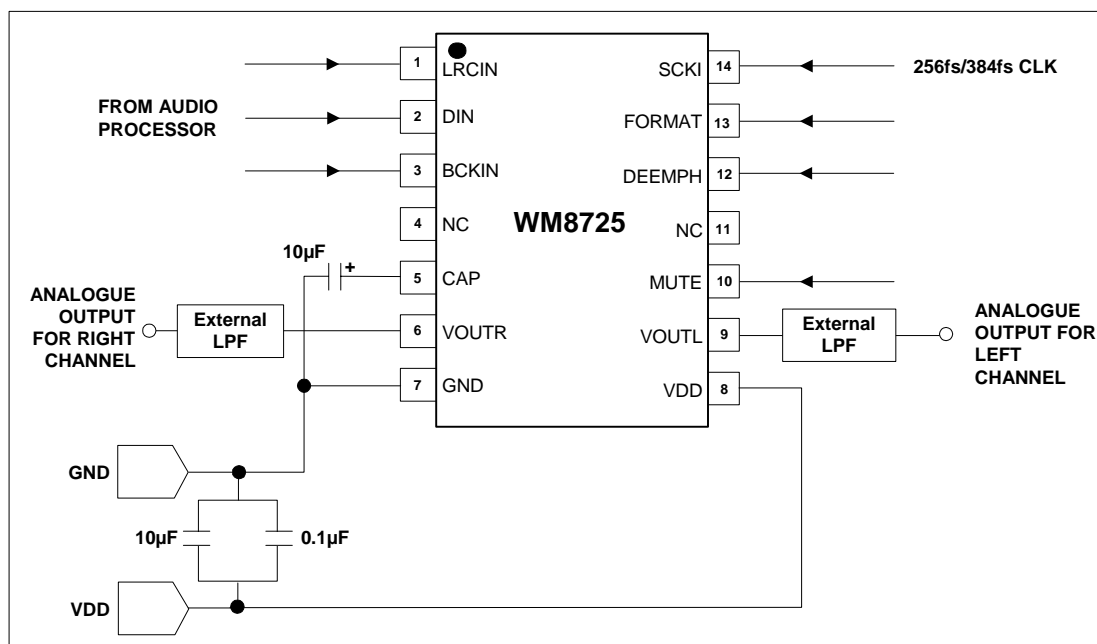 1
LRCIN
SCKI
14
256fs/384fs CLK
FROM AUDIO
PROCESSOR
2
DIN
FORMAT
13
3
BCKIN
DEEMPH
12
4
NC
WM8725
NC
11
10µF
+
5
CAP
MUTE
10
ANALOGUE
OUTPUT
FOR RIGHT
CHANNEL
External
LPF
6
VOUTR
VOUTL
9
External
LPF
ANALOGUE
OUTPUT FOR
LEFT
CHANNEL
7
GND
VDD
8
GND
10µF
0.1µF
VDD